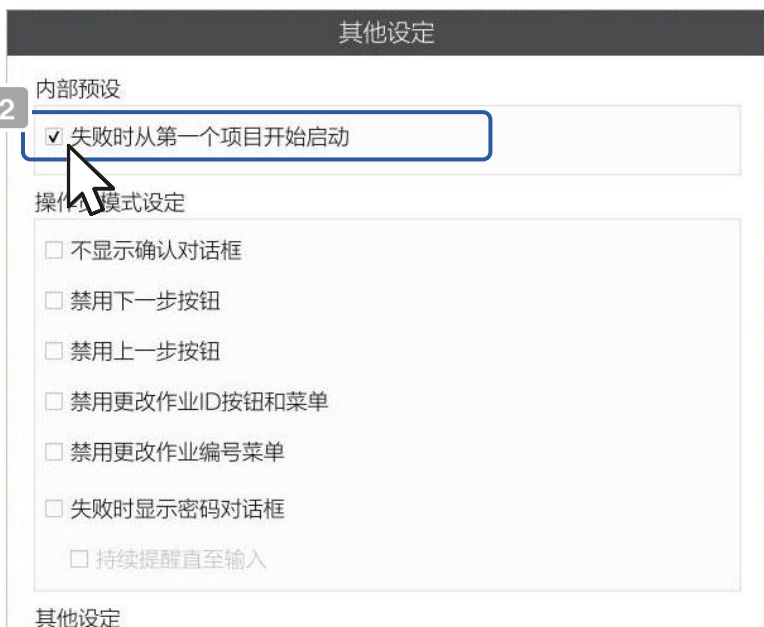 其他设定
内部预设
2
失败时从第一个项目开始启动
操作 模式设定
不显示确认对话框
禁用下一步按钮
禁用上一步按钮
禁用更改作业ID按钮和菜单
禁用更改作业编号菜单
失败时显示密码对话框
持续提醒直至输入
其他设定